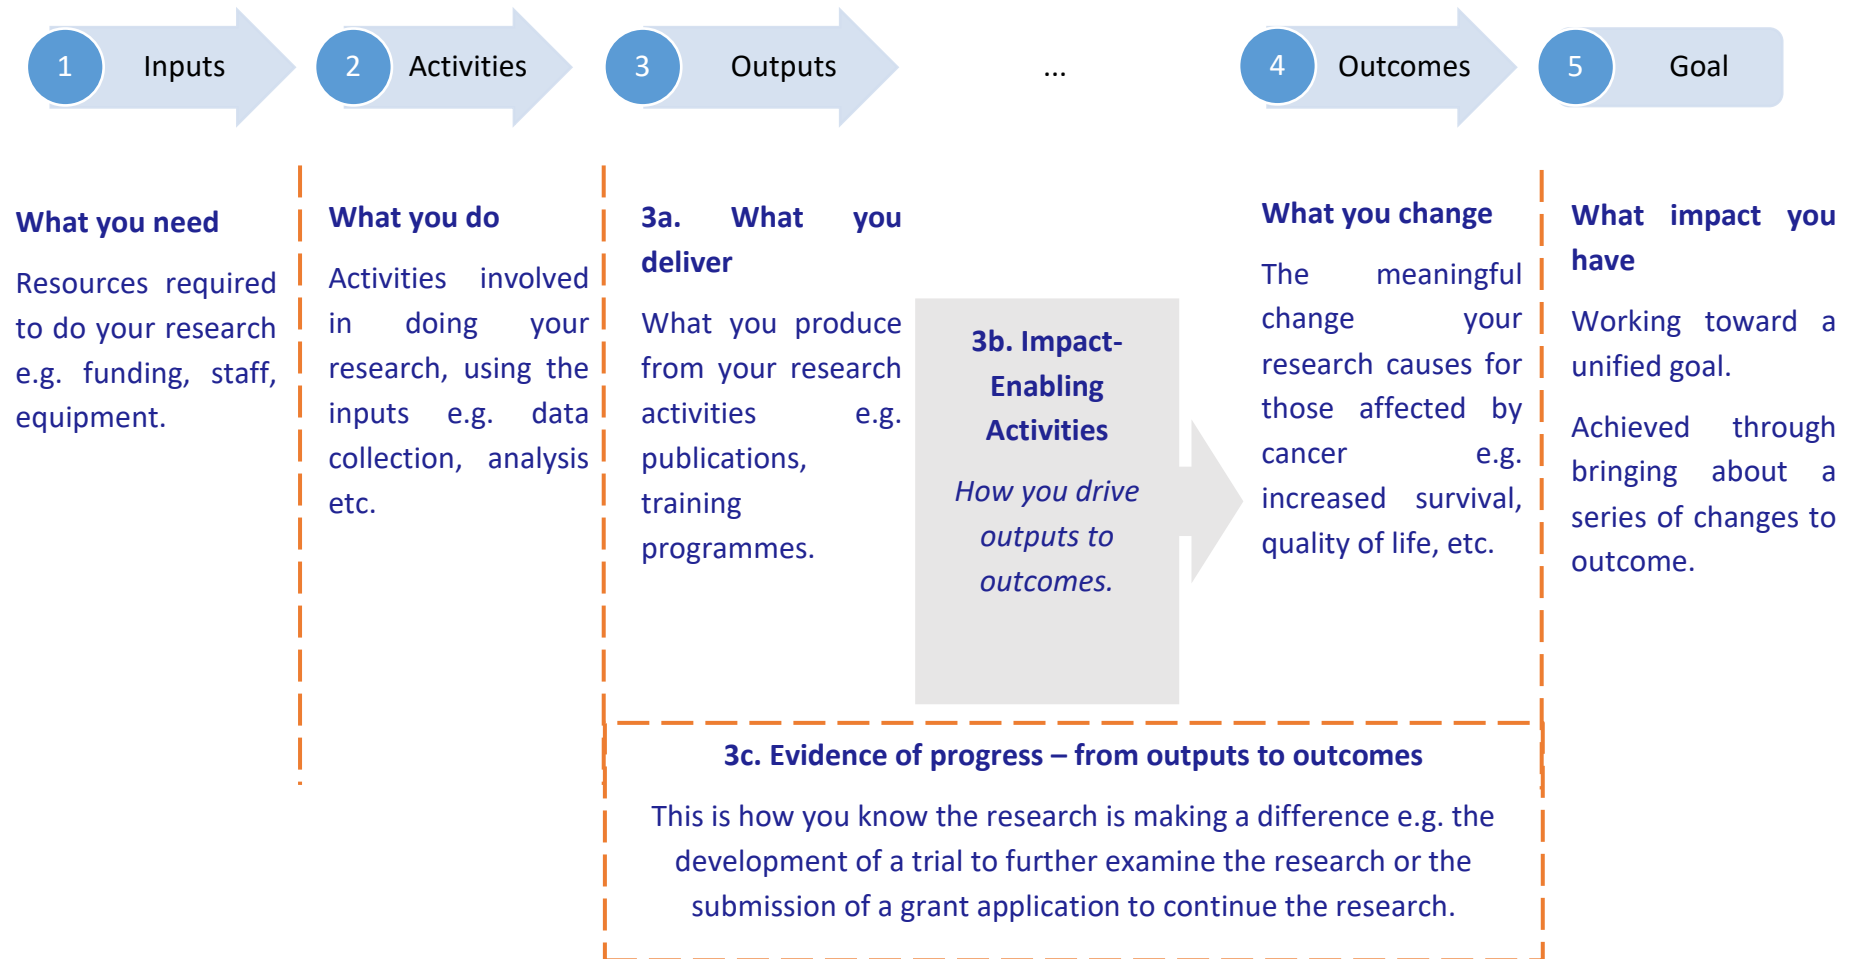 1 Inputs
2 Activities
3 Outputs
...
4 Outcomes
5 Goal
What you need
Resources required
to do your research
e.g. funding, staff,
equipment.
What you do
Activities involved
in doing your
research, using the
inputs e.g. data
collection, analysis
etc.
3a. What you
deliver
What you produce
from your research
activities e.g.
publications,
training
programmes.
3b. Impact-
Enabling
Activities
How you drive
outputs to
outcomes.
What you change
The meaningful
change your
research causes for
those affected by
cancer e.g.
increased survival,
quality of life, etc.
What impact you
have
Working toward a
unified goal.
Achieved through
bringing about a
series of changes to
outcome.
3c. Evidence of progress – from outputs to outcomes
This is how you know the research is making a difference e.g. the
development of a trial to further examine the research or the
submission of a grant application to continue the research.